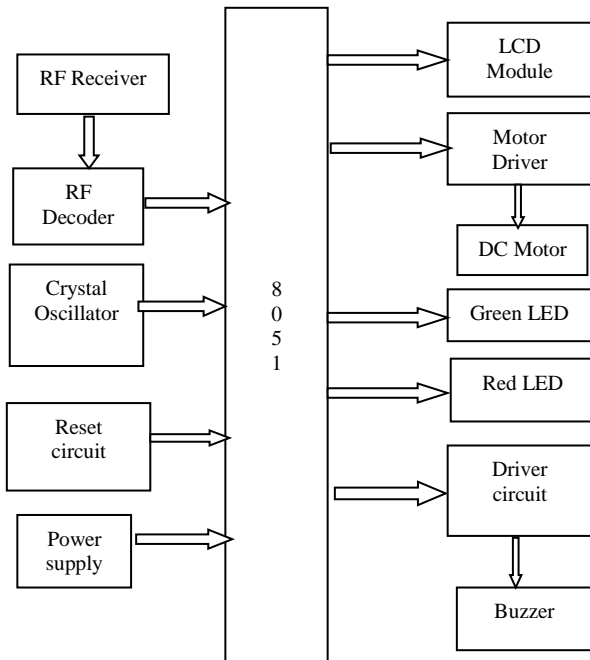 RF Receiver
RF
Decoder
Crystal
Oscillator
Reset
circuit
Power
supply
8
0
5
1
LCD
Module
Motor
Driver
DC Motor
Green LED
Red LED
Driver
circuit
Buzzer